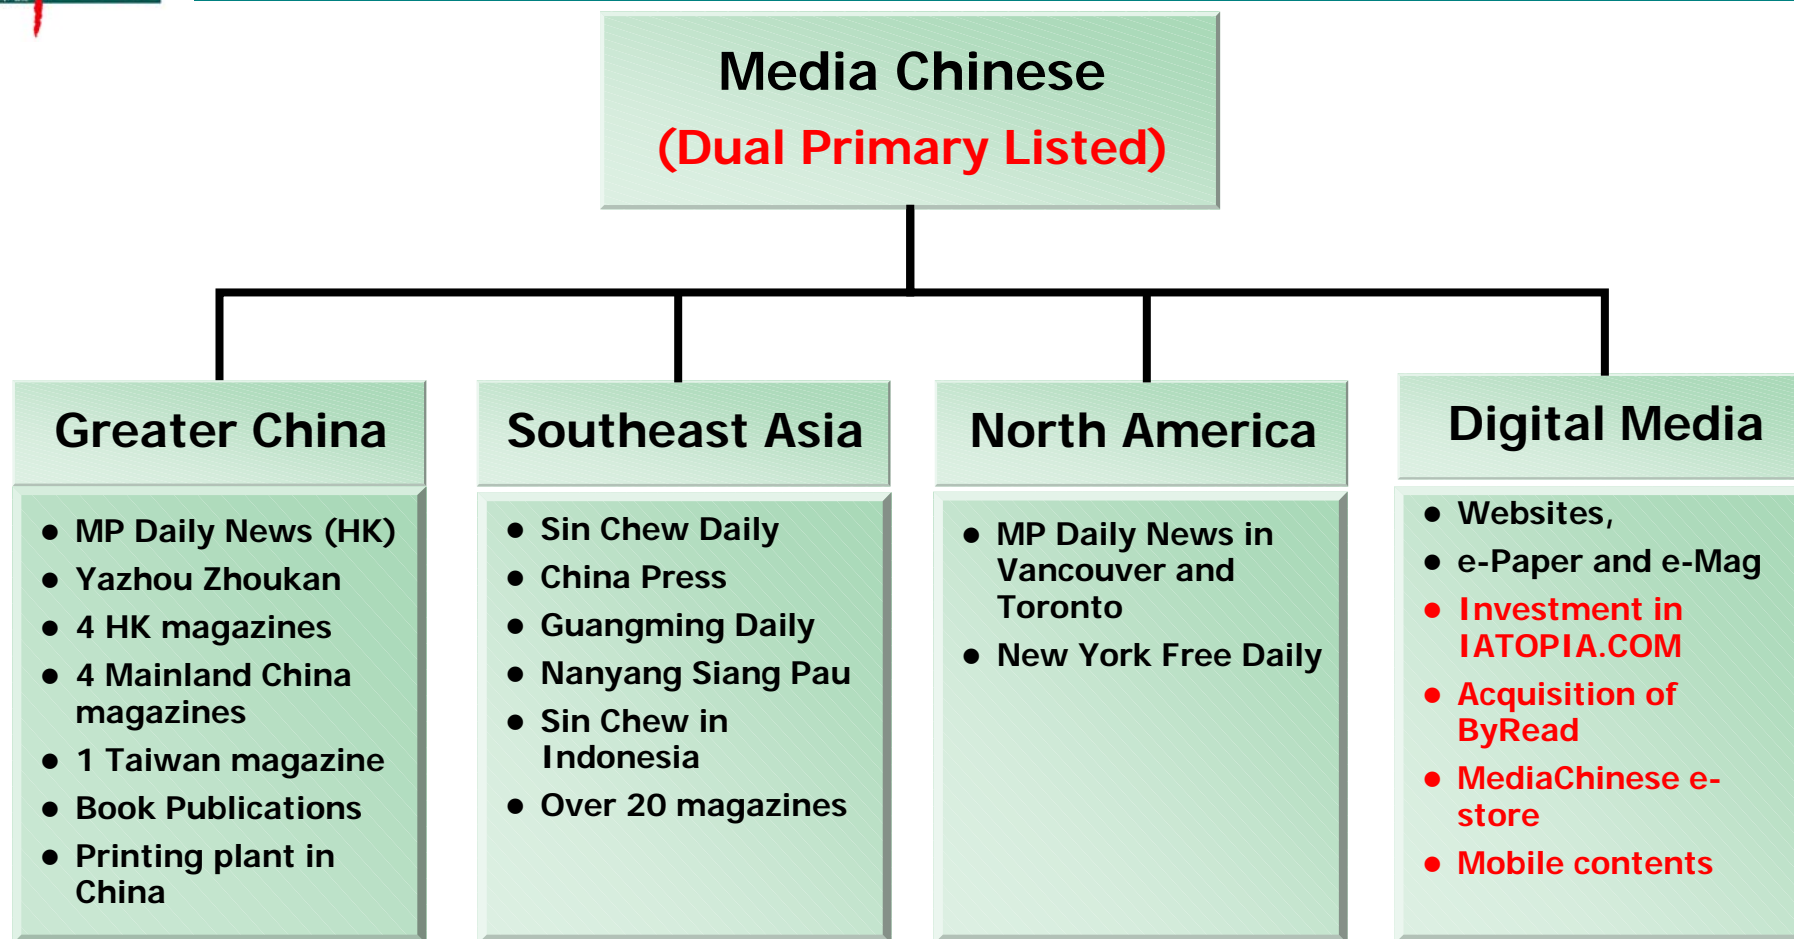 Media Chinese
(Dual Primary Listed)
Greater China
● MP Daily News (HK)
● Yazhou Zhoukan
● 4 HK magazines
● 4 Mainland China
magazines
● 1 Taiwan magazine
● Book Publications
● Printing plant in
China
Southeast Asia
● Sin Chew Daily
● China Press
● Guangming Daily
● Nanyang Siang Pau
● Sin Chew in
Indonesia
● Over 20 magazines
North America
● MP Daily News in
Vancouver and
Toronto
● New York Free Daily
Digital Media
● Websites,
● e-Paper and e-Mag
● Investment in
IATOPIA.COM
● Acquisition of
ByRead
● MediaChinese e-
store
● Mobile contents